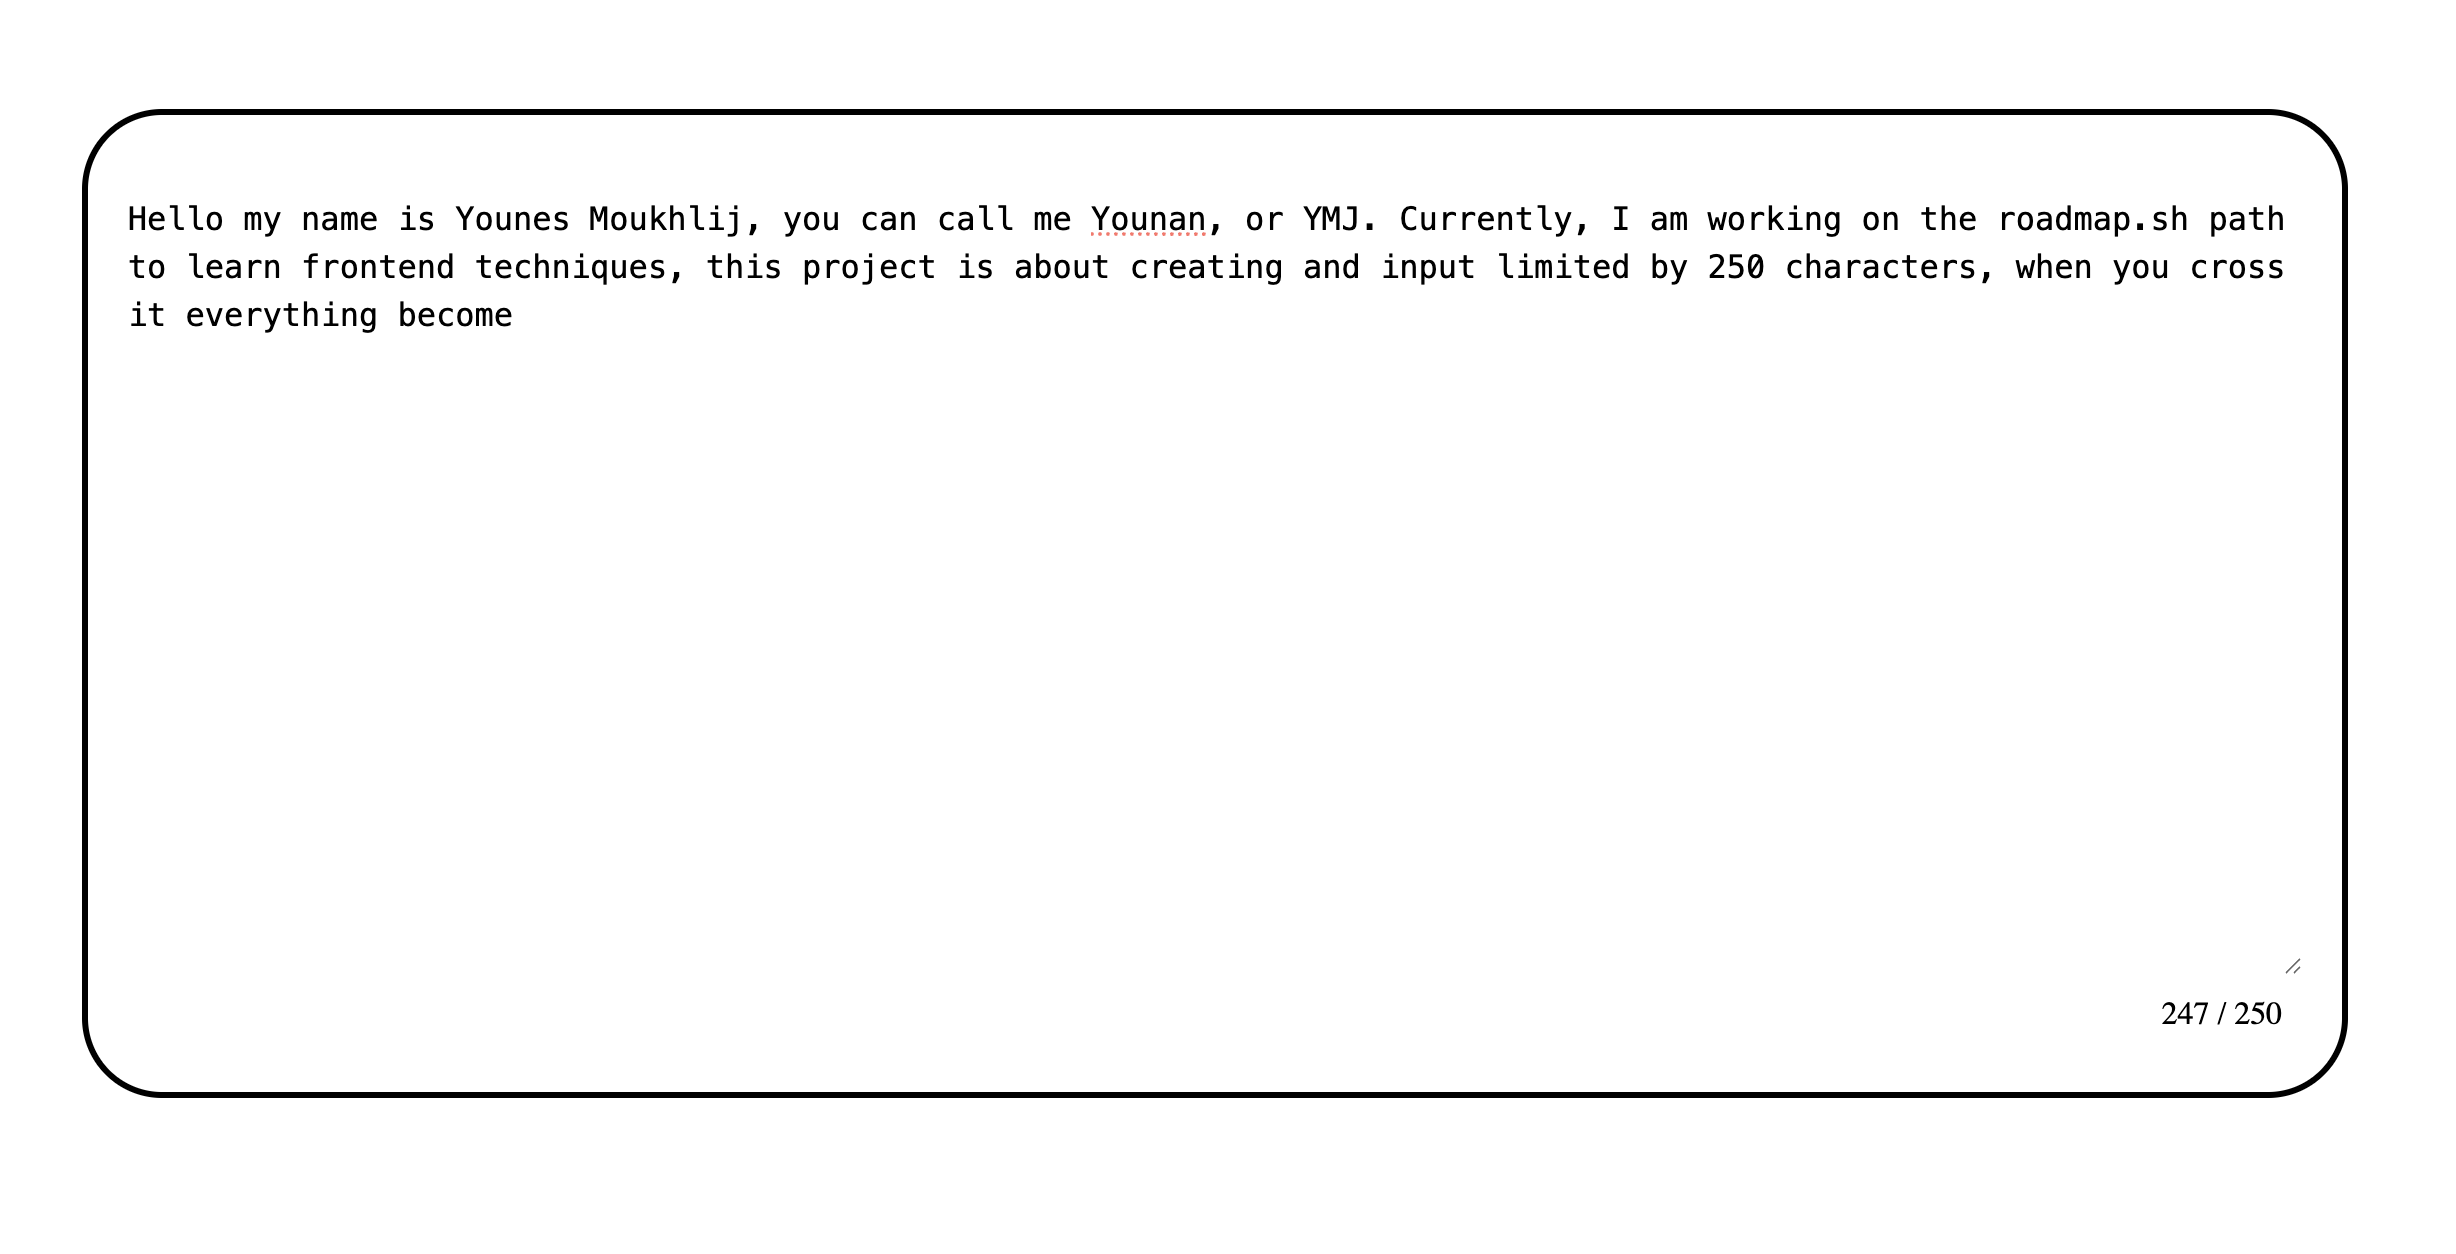 Hello my name is Younes Moukhlij, you can call me Younan, or YMJ. Currently, I am working on the roadmap.sh path
to learn frontend techniques, this project is about creating and input limited by 250 characters, when you cross
it everything become
247 / 250